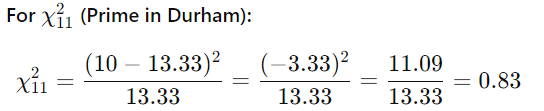 For χ²₁₁ (Prime in Durham):
χ²₁₁ = (10 − 13.33)² / 13.33 = (−3.33)² / 13.33 = 11.09 / 13.33 = 0.83